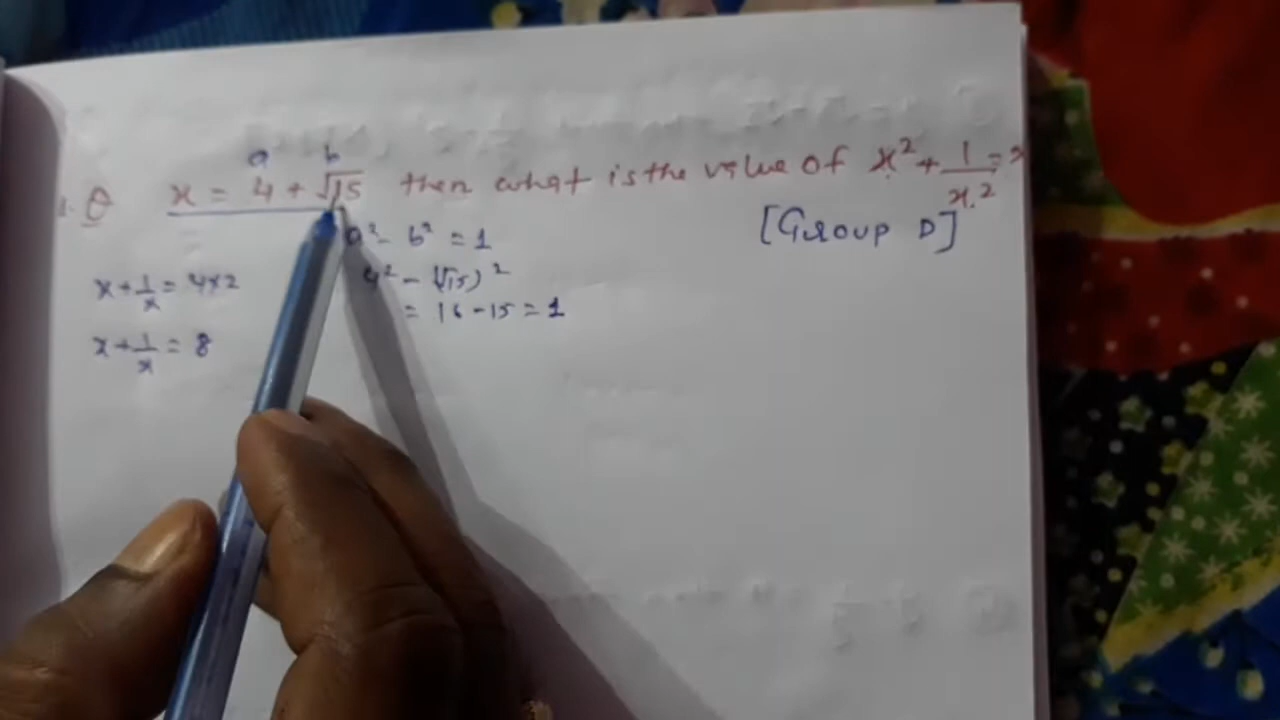 a b
Q x = 4 + √15 then what is the value of x² + 1/x² = ?
[Group D]
a² - b² = 1
x + 1/x = 4×2
4² - (√15)²
= 16 - 15 = 1
x + 1/x = 8